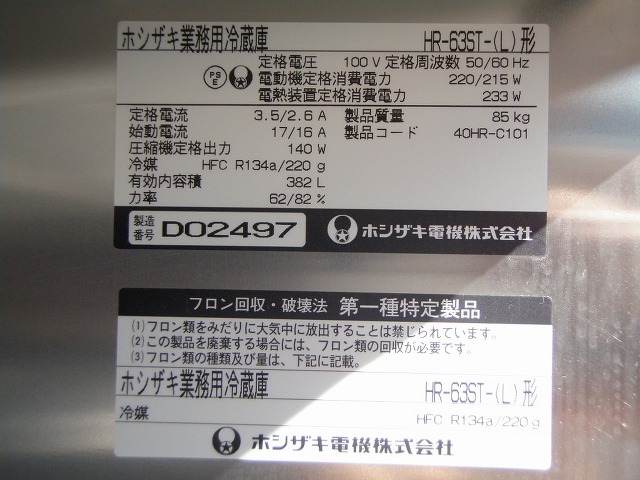 ホシザキ業務用冷蔵庫 HR-63ST-(L)形
定格電圧 100V 定格周波数 50/60 Hz
PS E 電動機定格消費電力 220/215 W
電熱装置定格消費電力 233 W
定格電流 3.5/2.6 A 製品質量 85 kg
始動電流 17/16 A 製品コード 40HR-C101
圧縮機定格出力 140 W
冷媒 HFC R134a/220 g
有効内容積 382 L
力率 62/82 %
製造番号 D02497 ホシザキ電機株式会社
フロン回収・破壊法 第一種特定製品
(1)フロン類をみだりに大気中に放出することは禁じられています。
(2)この製品を廃棄する場合には、フロン類の回収が必要です。
(3)フロン類の種類及び量は、下記に記載。
ホシザキ業務用冷蔵庫 HR-63ST-(L)形
冷媒 HFC R134a/220 g
ホシザキ電機株式会社